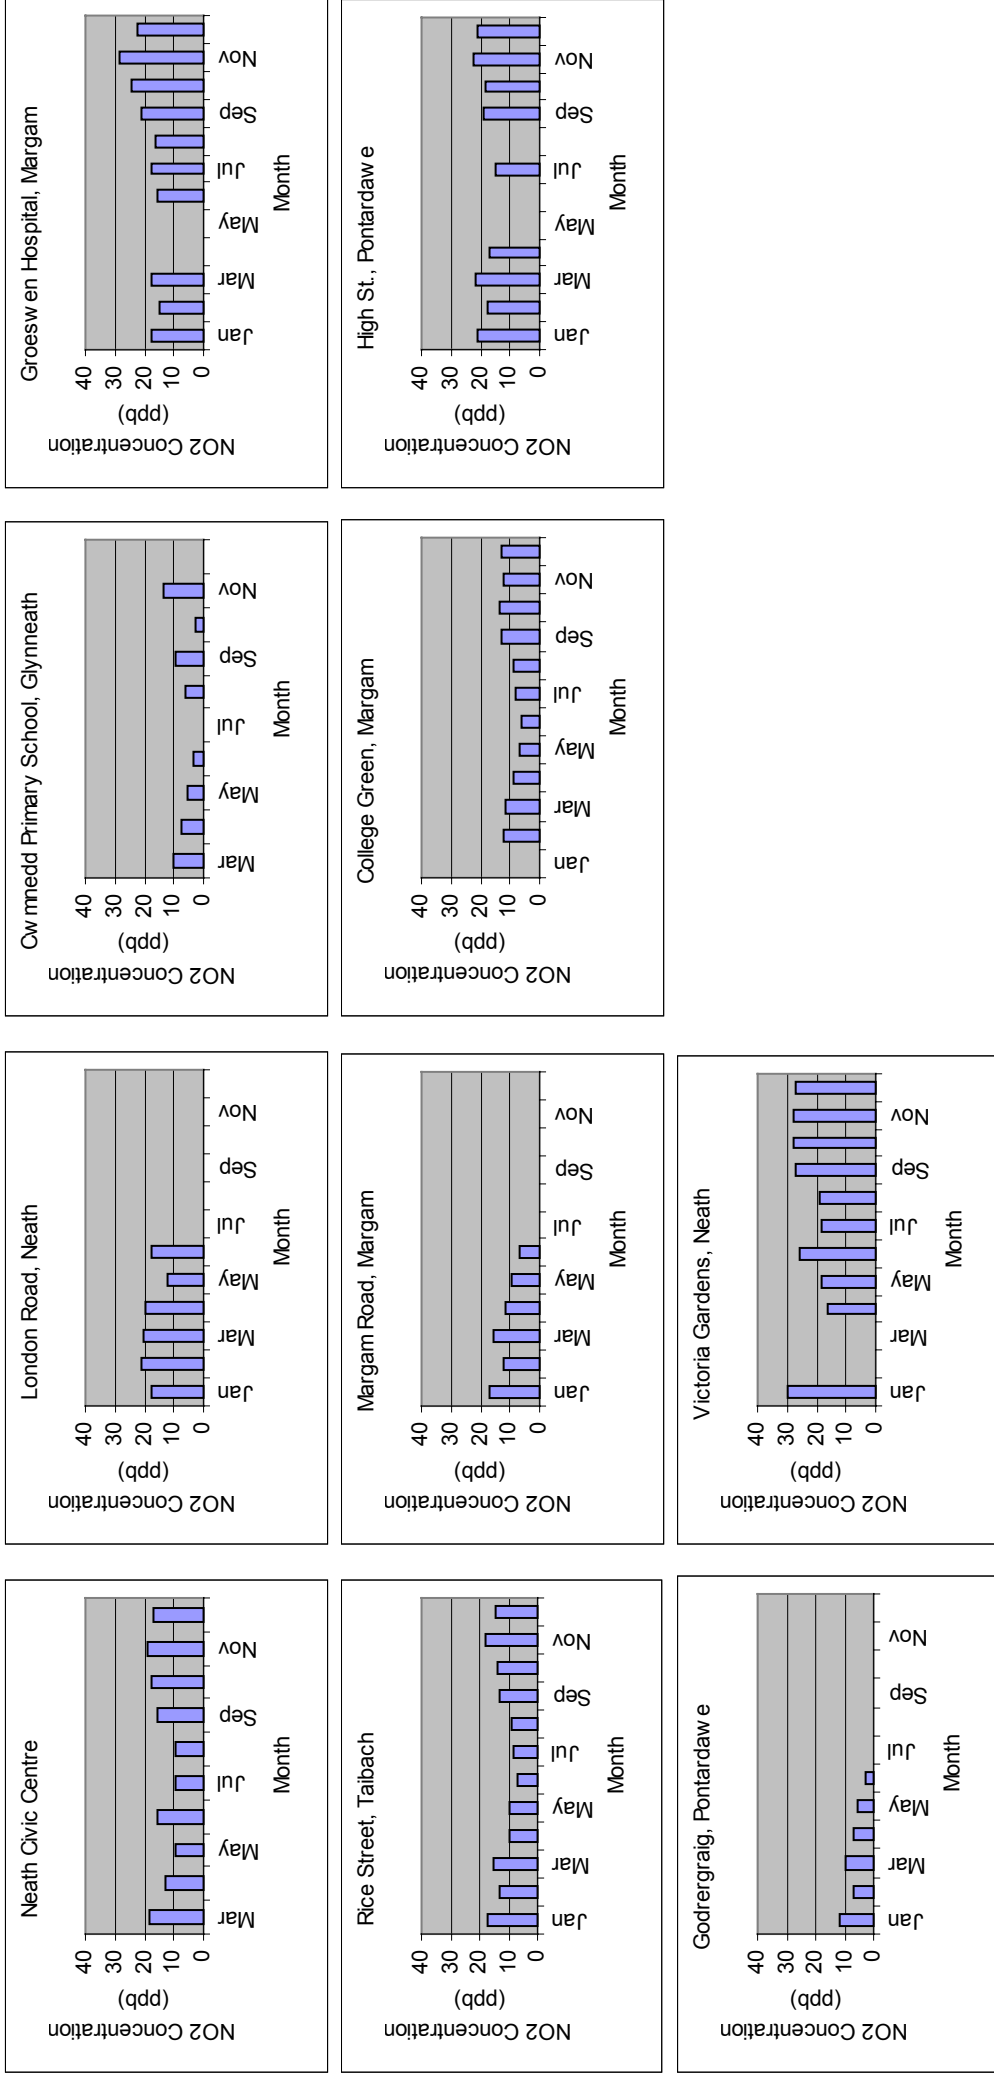 Neath Civic Centre
NO2 Concentration
(ppb)
40
30
20
10
0
Mar
May
Jul
Sep
Nov
Month
London Road, Neath
NO2 Concentration
(ppb)
40
30
20
10
0
Jan
Mar
May
Jul
Sep
Nov
Month
Cwmnedd Primary School, Glynneath
NO2 Concentration
(ppb)
40
30
20
10
0
Mar
May
Jul
Sep
Nov
Month
Groeswen Hospital, Margam
NO2 Concentration
(ppb)
40
30
20
10
0
Jan
Mar
May
Jul
Sep
Nov
Month
Rice Street, Taibach
NO2 Concentration
(ppb)
40
30
20
10
0
Jan
Mar
May
Jul
Sep
Nov
Month
Margam Road, Margam
NO2 Concentration
(ppb)
40
30
20
10
0
Jan
Mar
May
Jul
Sep
Nov
Month
College Green, Margam
NO2 Concentration
(ppb)
40
30
20
10
0
Jan
Mar
May
Jul
Sep
Nov
Month
High St., Pontardawe
NO2 Concentration
(ppb)
40
30
20
10
0
Jan
Mar
May
Jul
Sep
Nov
Month
Godrergraig, Pontardawe
NO2 Concentration
(ppb)
40
30
20
10
0
Jan
Mar
May
Jul
Sep
Nov
Month
Victoria Gardens, Neath
NO2 Concentration
(ppb)
40
30
20
10
0
Jan
Mar
May
Jul
Sep
Nov
Month